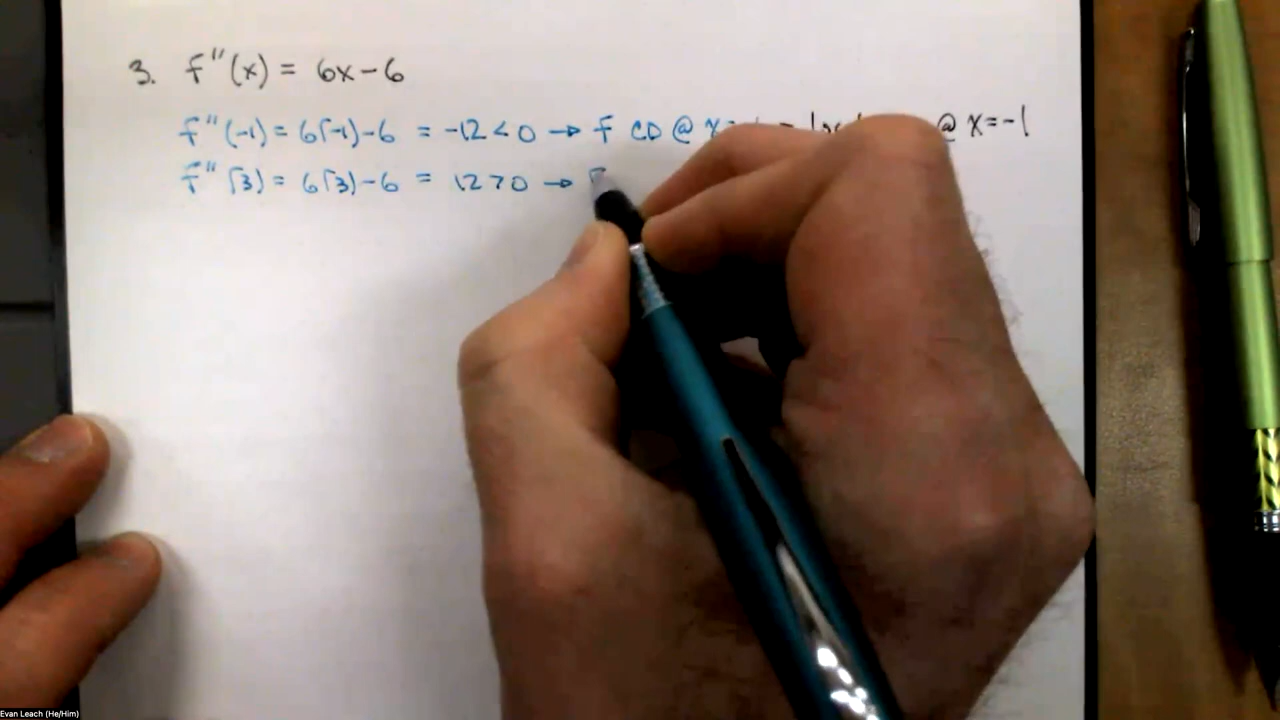 3. f''(x) = 6x-6
f''(-1) = 6(-1)-6 = -12<0 → f CD @ @ x=-1
f''(3) = 6(3)-6 = 12>0 →
Evan Leach (He/Him)